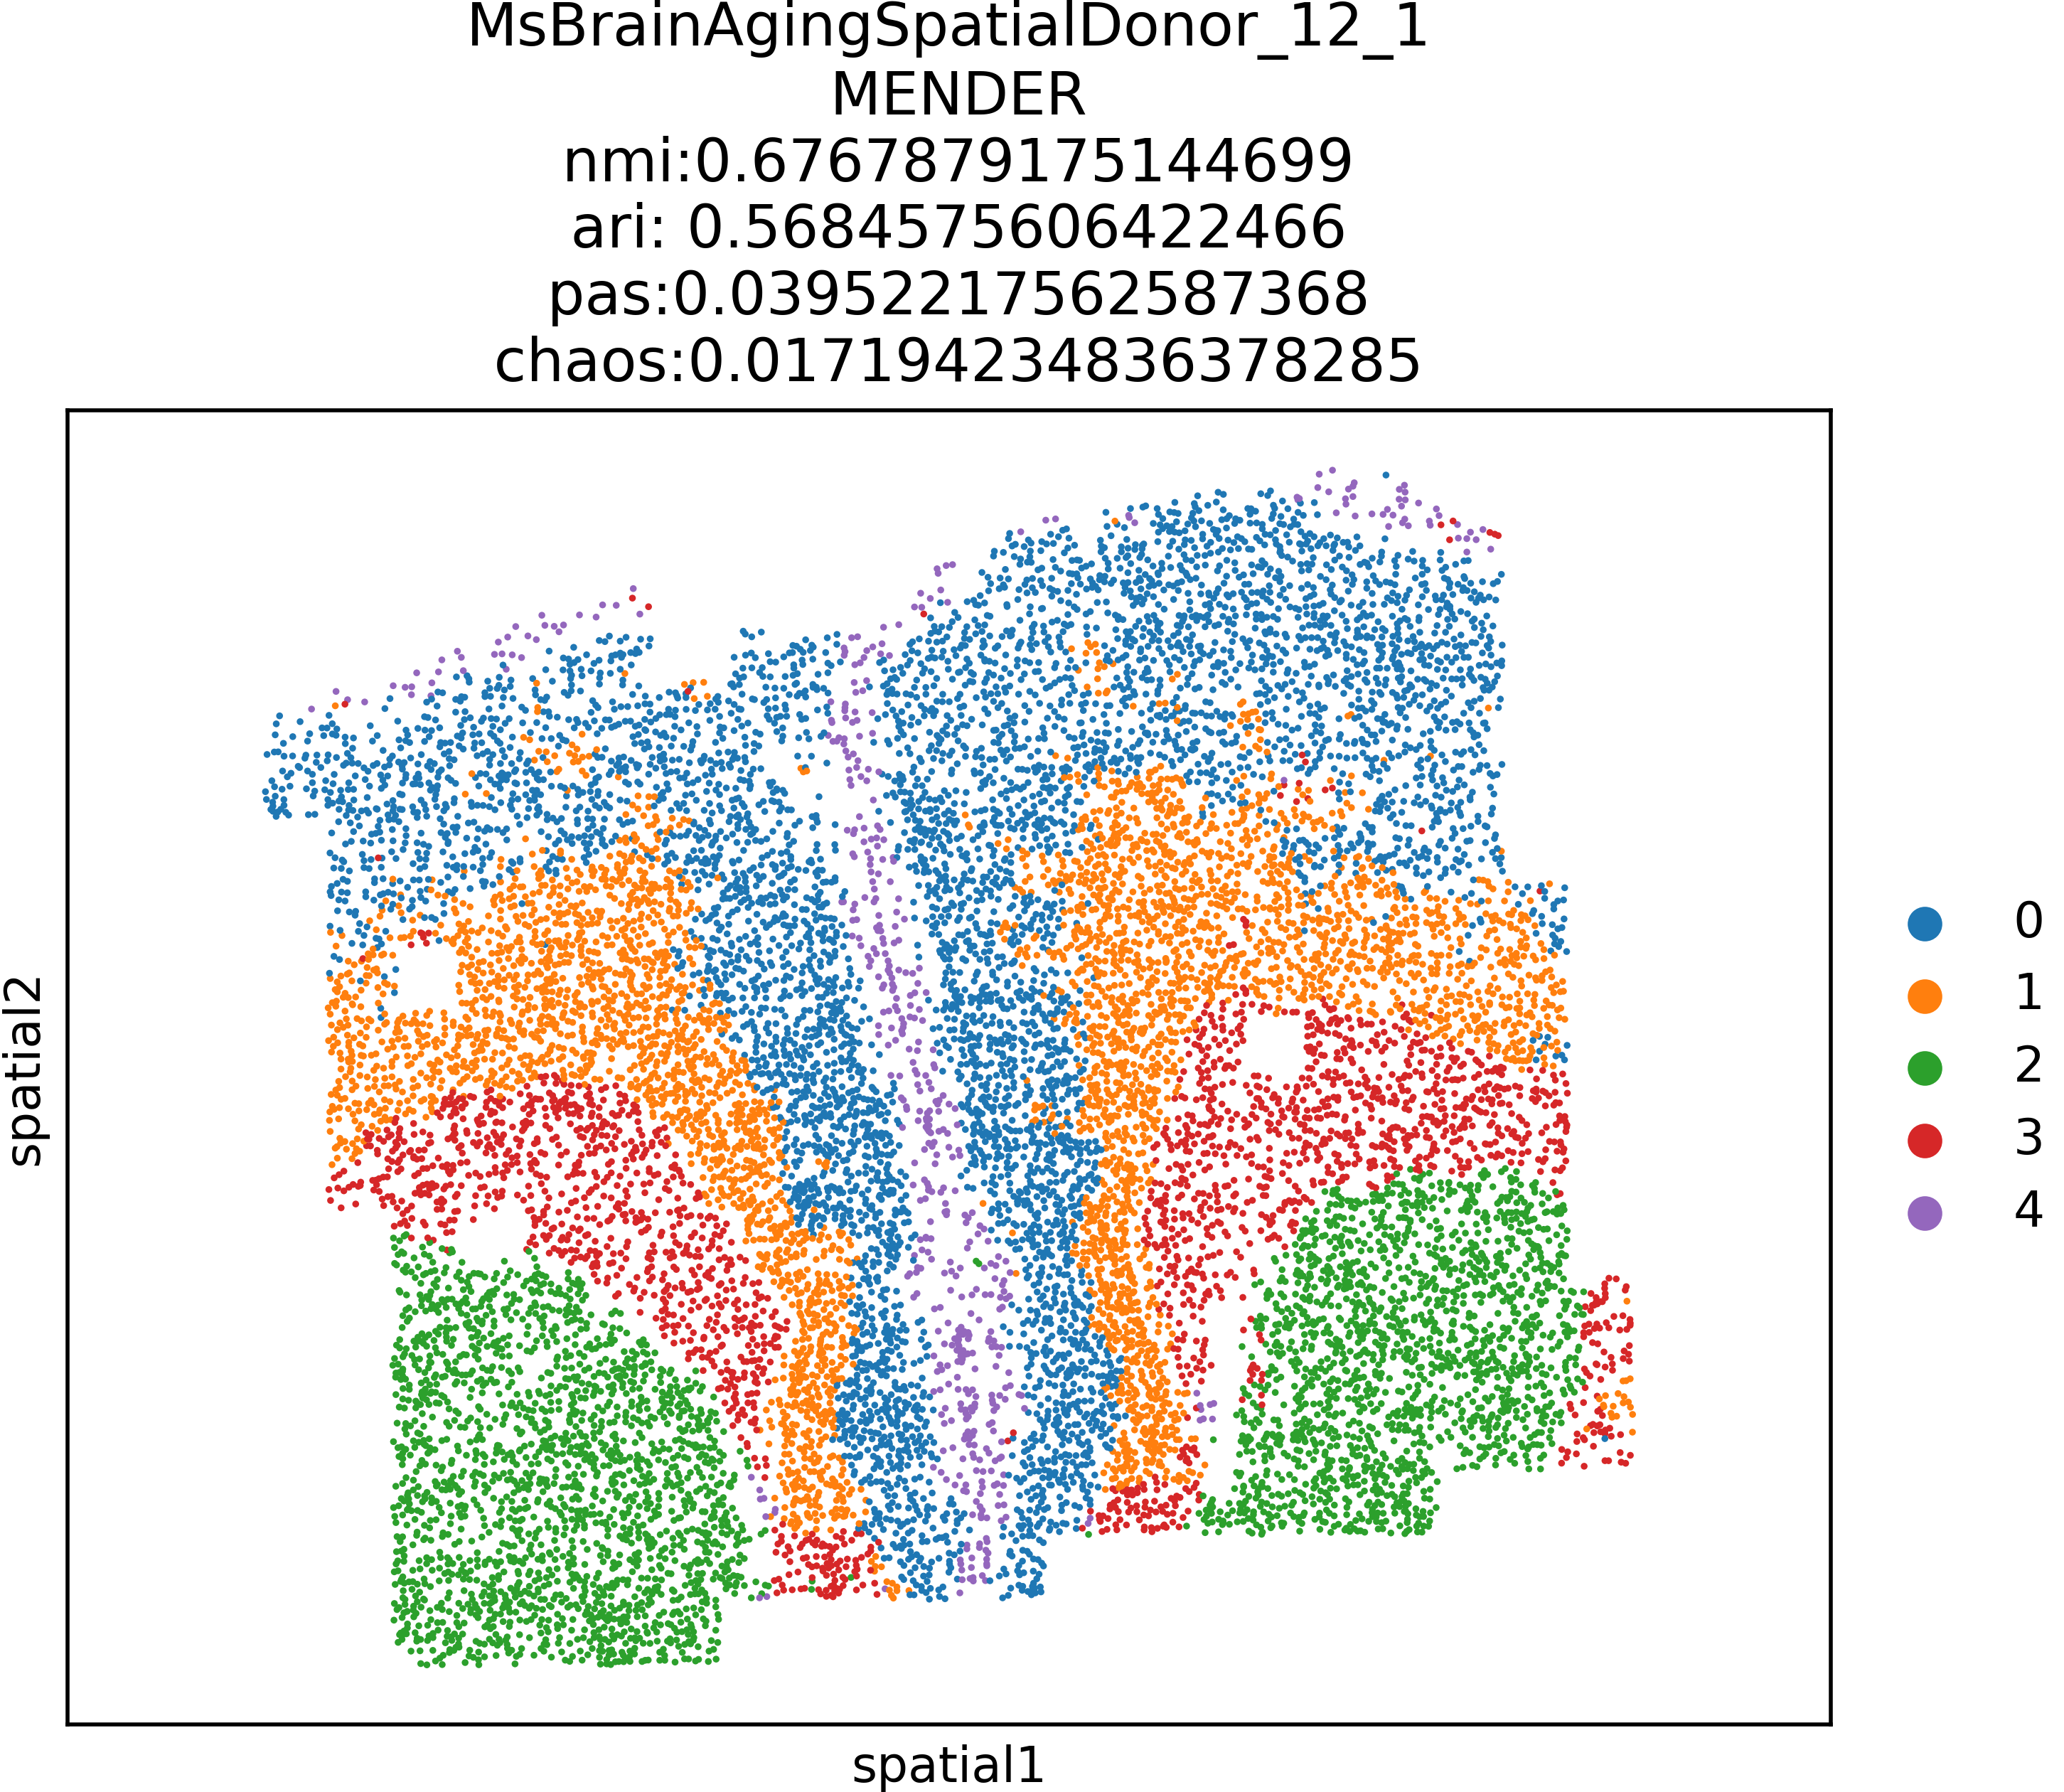 MsBrainAgingSpatialDonor_12_1
MENDER
nmi:0.6767879175144699
ari: 0.5684575606422466
pas:0.03952217562587368
chaos:0.017194234836378285
spatial2
0
1
2
3
4
spatial1